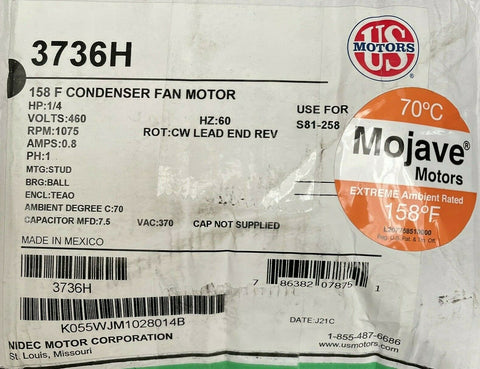 3736H
US
MOTORS
158 F CONDENSER FAN MOTOR
HP:1/4
VOLTS:460 HZ:60
RPM:1075 ROT:CW LEAD END REV
AMPS:0.8
PH:1
MTG:STUD
BRG:BALL
ENCL:TEAO
AMBIENT DEGREE C:70
CAPACITOR MFD:7.5 VAC:370 CAP NOT SUPPLIED
USE FOR
S81-258
70°C
Mojave®
Motors
EXTREME Ambient Rated
158°F
Reg. U.S. Pat. & Tm. Off.
MADE IN MEXICO
3736H
7 86382 07875 1
K055WJM1028014B
DATE:J21C
NIDEC MOTOR CORPORATION
St. Louis, Missouri
1-855-487-6686
www.usmotors.com